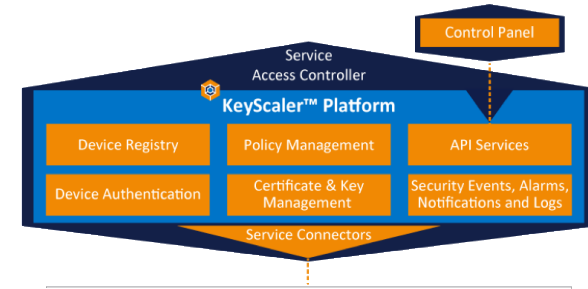 Control Panel
Service
Access Controller
KeyScaler™ Platform
Device Registry
Policy Management
API Services
Device Authentication
Certificate & Key
Management
Security Events, Alarms,
Notifications and Logs
Service Connectors